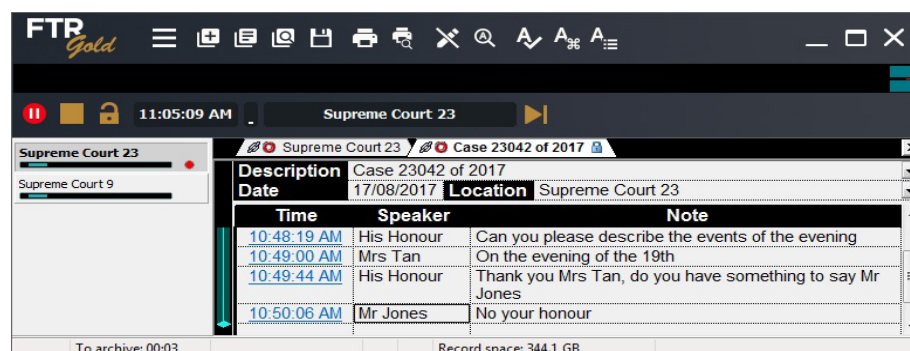 FTR
Gold
11:05:09 AM
Supreme Court 23
Supreme Court 23
Supreme Court 9
Supreme Court 23
Case 23042 of 2017
Description Case 23042 of 2017
Date 17/08/2017 Location Supreme Court 23
Time Speaker Note
10:48:19 AM His Honour Can you please describe the events of the evening
10:49:00 AM Mrs Tan On the evening of the 19th
10:49:44 AM His Honour Thank you Mrs Tan, do you have something to say Mr
Jones
10:50:06 AM Mr Jones No your honour
To archive: 00:03 Record space: 344.1 GB